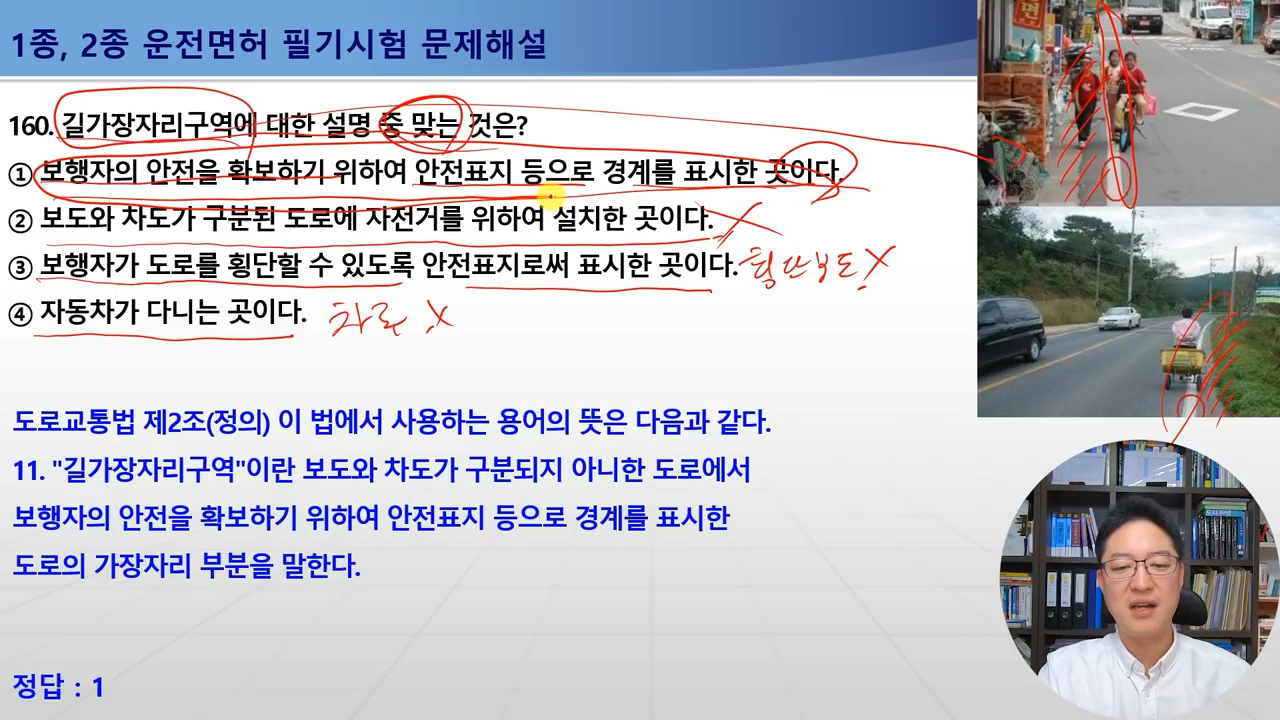 1종, 2종 운전면허 필기시험 문제해설
160. 길가장자리구역에 대한 설명 중 맞는 것은?
① 보행자의 안전을 확보하기 위하여 안전표지 등으로 경계를 표시한 곳이다.
② 보도와 차도가 구분된 도로에 자전거를 위하여 설치한 곳이다.
③ 보행자가 도로를 횡단할 수 있도록 안전표지로써 표시한 곳이다. 횡단보도 X
④ 자동차가 다니는 곳이다. 차로 X
도로교통법 제2조(정의) 이 법에서 사용하는 용어의 뜻은 다음과 같다.
11. "길가장자리구역"이란 보도와 차도가 구분되지 아니한 도로에서
보행자의 안전을 확보하기 위하여 안전표지 등으로 경계를 표시한
도로의 가장자리 부분을 말한다.
정답 : 1